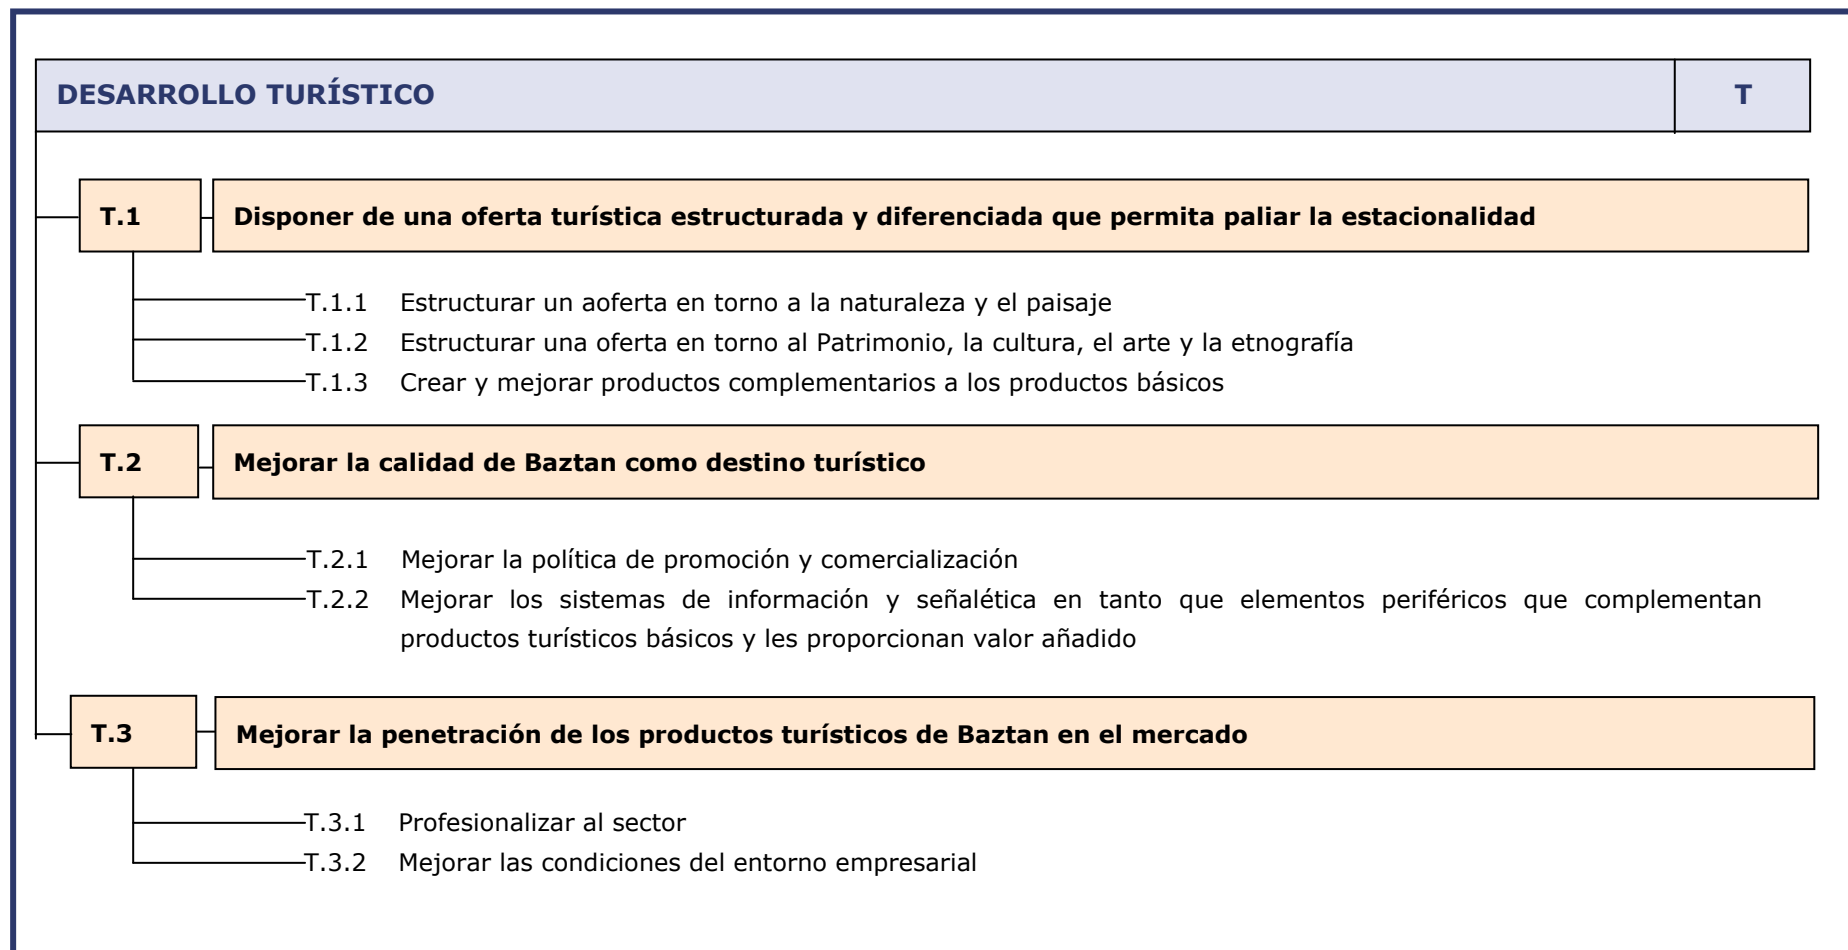 DESARROLLO TURÍSTICO T
T.1 Disponer de una oferta turística estructurada y diferenciada que permita paliar la estacionalidad
T.1.1 Estructurar un aoferta en torno a la naturaleza y el paisaje
T.1.2 Estructurar una oferta en torno al Patrimonio, la cultura, el arte y la etnografía
T.1.3 Crear y mejorar productos complementarios a los productos básicos
T.2 Mejorar la calidad de Baztan como destino turístico
T.2.1 Mejorar la política de promoción y comercialización
T.2.2 Mejorar los sistemas de información y señalética en tanto que elementos periféricos que complementan
productos turísticos básicos y les proporcionan valor añadido
T.3 Mejorar la penetración de los productos turísticos de Baztan en el mercado
T.3.1 Profesionalizar al sector
T.3.2 Mejorar las condiciones del entorno empresarial